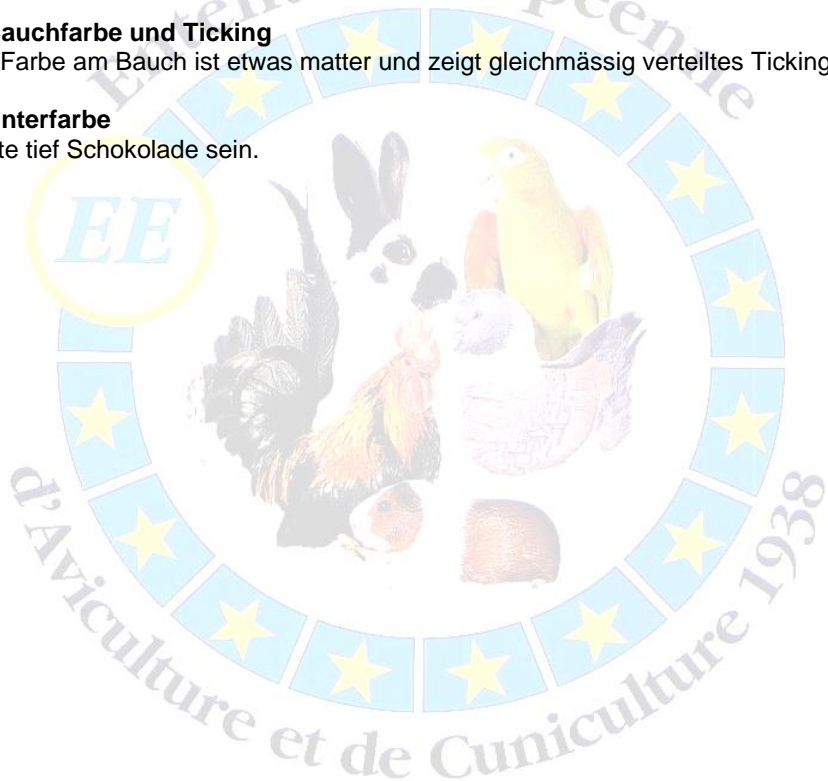 auchfarbe und Ticking
Farbe am Bauch ist etwas matter und zeigt gleichmässig verteiltes Ticking
nterfarbe
te tief Schokolade sein.
EE
d'Aviculture et de Cuniculture 1938